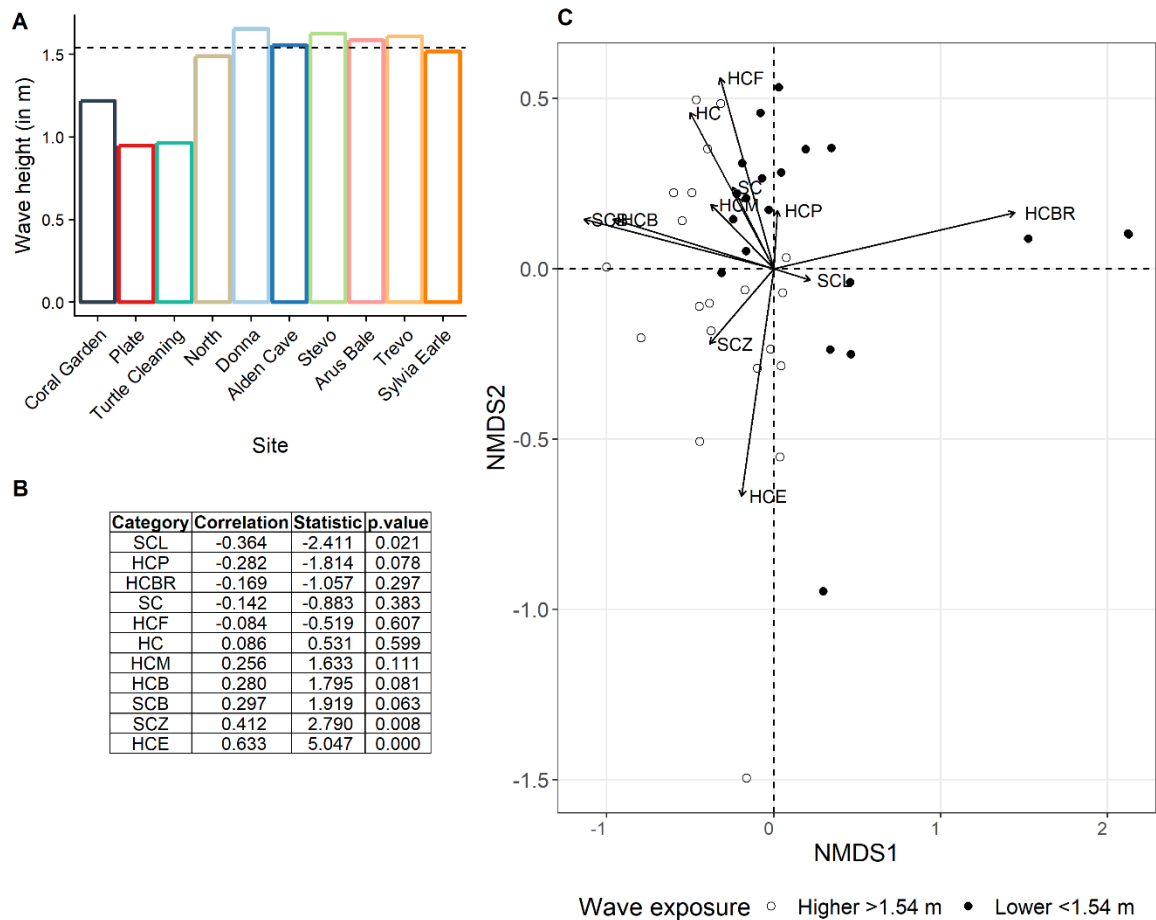 A
Wave height (in m)
1.5
1.0
0.5
0.0
Coral Garden
Plate
Turtle Cleaning
North
Donna
Alden Cave
Stevo
Arus Bale
Trevo
Sylvia Earle
Site
B
Category Correlation Statistic p.value
SCL -0.364 -2.411 0.021
HCP -0.282 -1.814 0.078
HCBR -0.169 -1.057 0.297
SC -0.142 -0.883 0.383
HCF -0.084 -0.519 0.607
HC 0.086 0.531 0.599
HCM 0.256 1.633 0.111
HCB 0.280 1.795 0.081
SCB 0.297 1.919 0.063
SCZ 0.412 2.790 0.008
HCE 0.633 5.047 0.000
C
NMDS2
0.5
0.0
-0.5
-1.0
-1.5
HCF
HC
SC
HCM
HCP
SCB
HCB
HCBR
SCL
SCZ
HCE
-1
0
1
2
NMDS1
Wave exposure Higher >1.54 m Lower <1.54 m